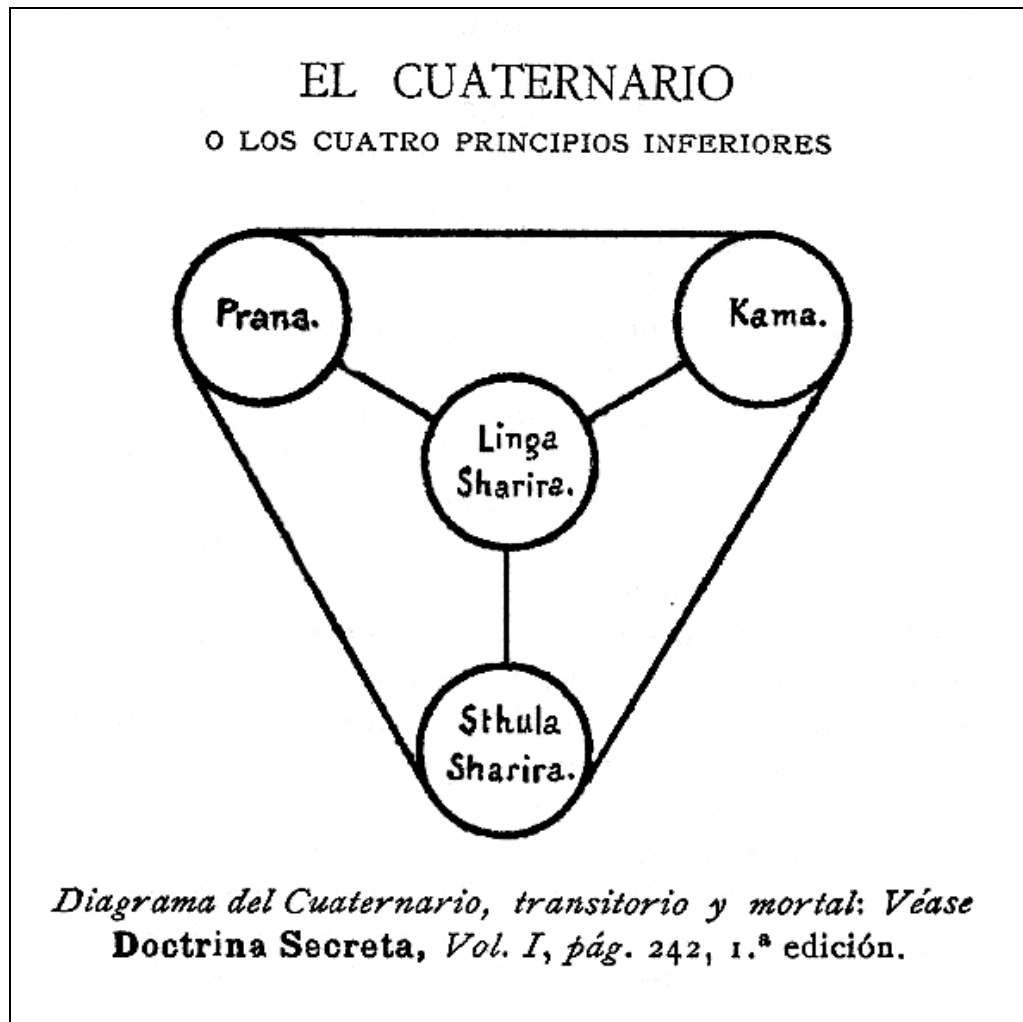 EL CUATERNARIO
O LOS CUATRO PRINCIPIOS INFERIORES
Prana.
Kama.
Linga
Sharira.
Sthula
Sharira.
Diagrama del Cuaternario, transitorio y mortal: Véase
Doctrina Secreta, Vol. I, pág. 242, 1.ª edición.